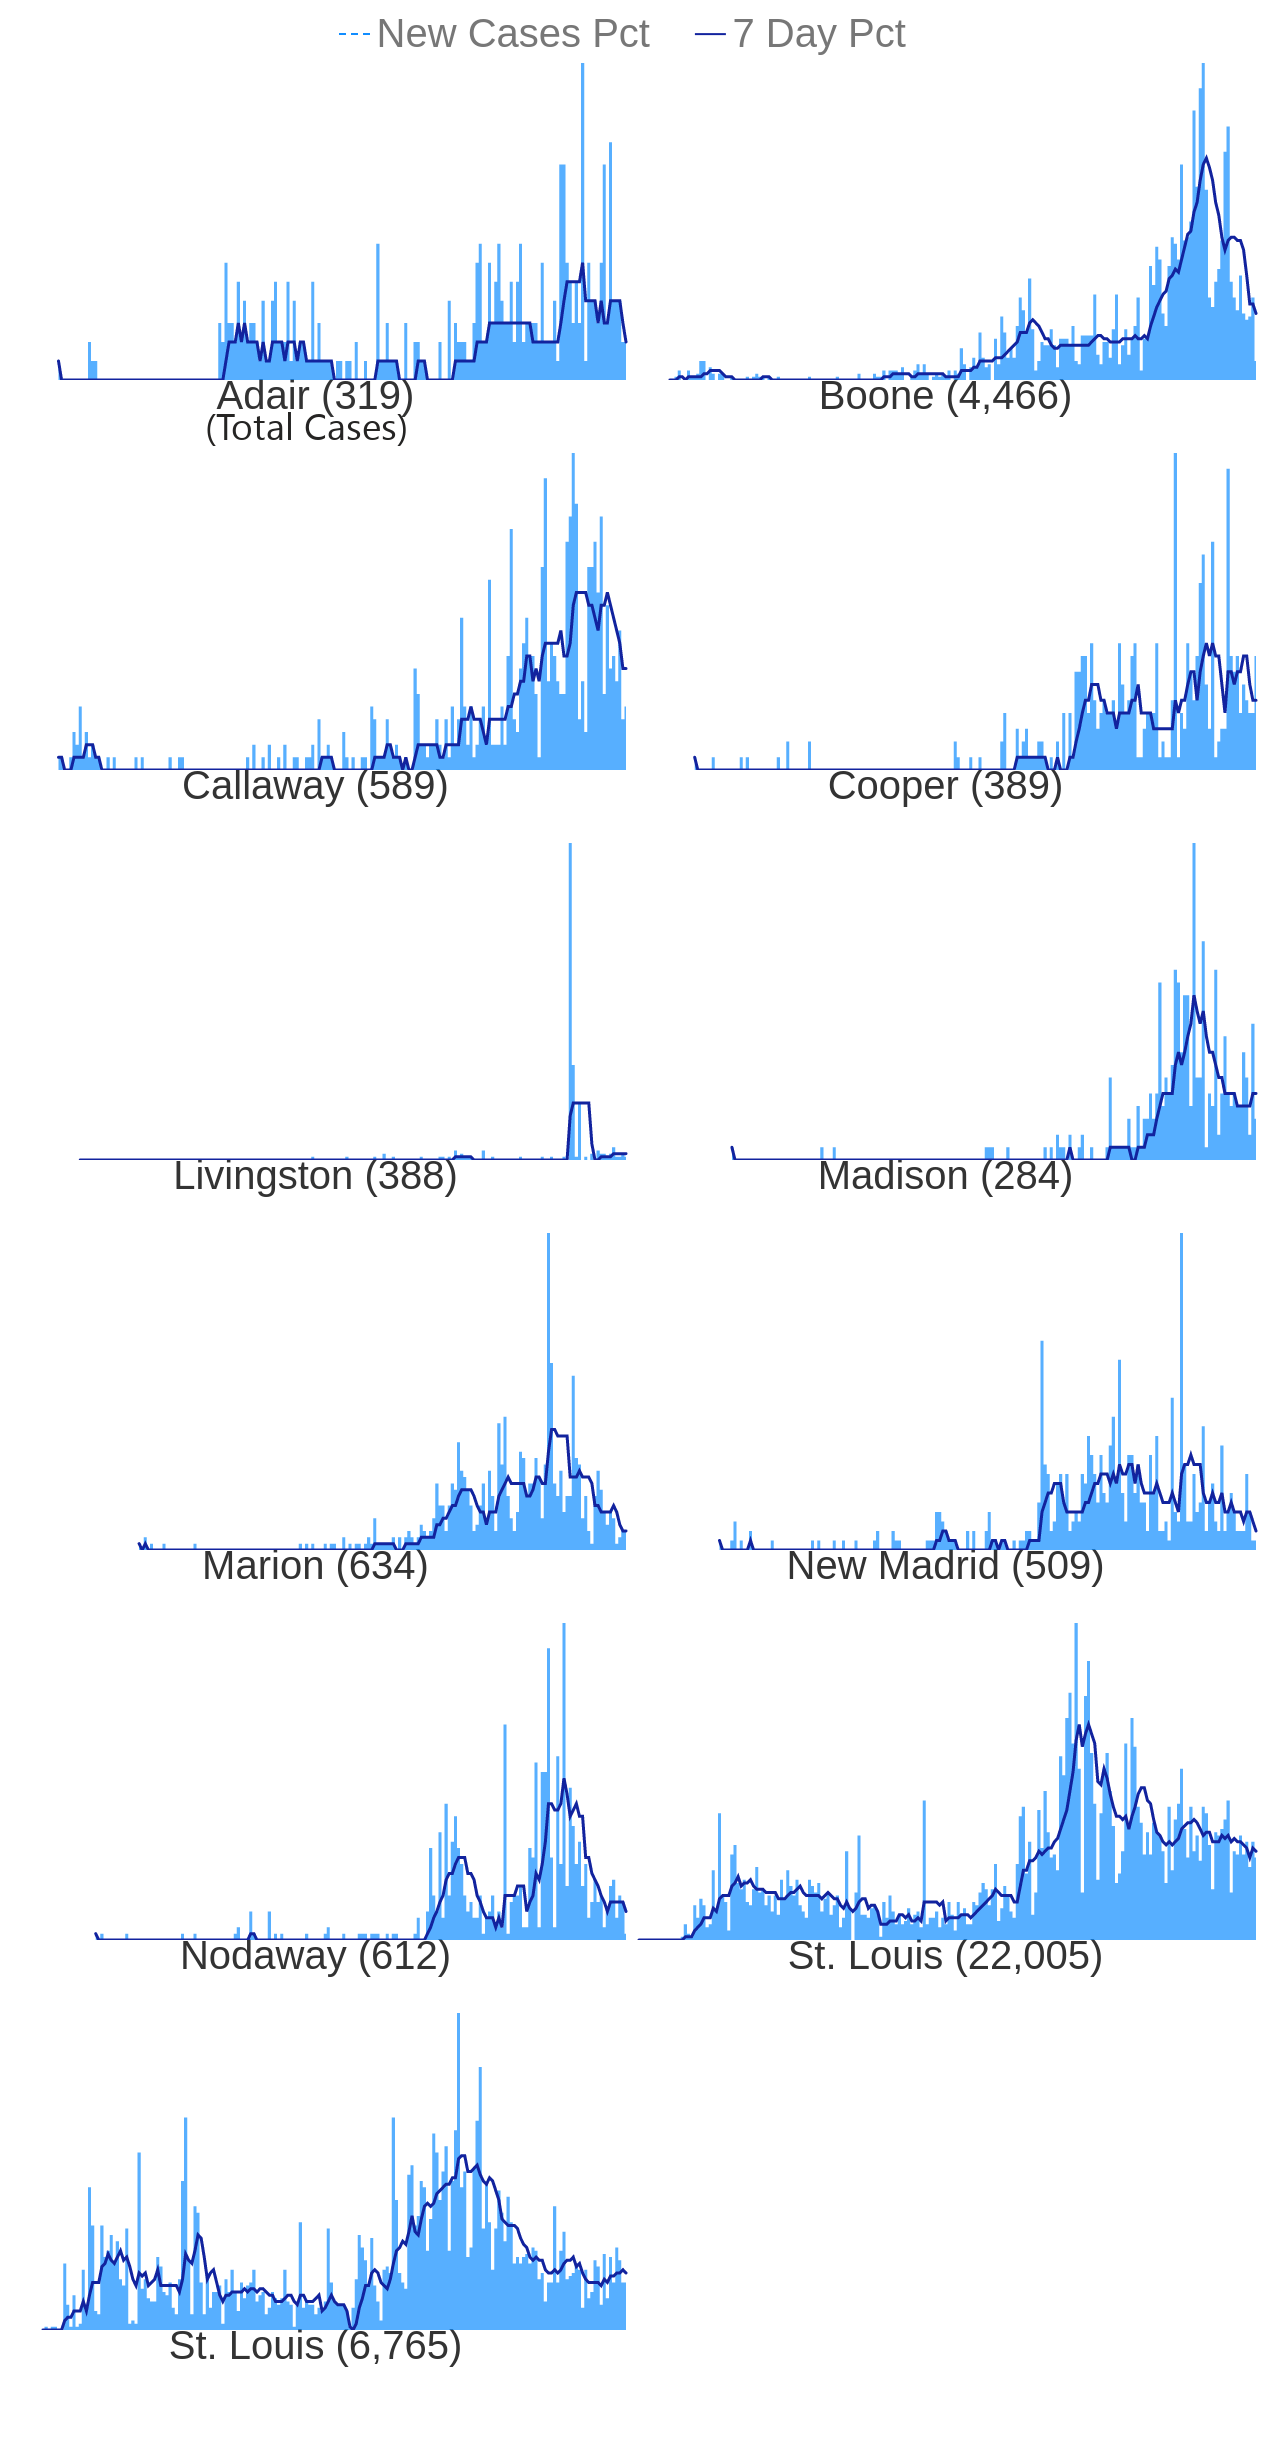 New Cases Pct 7 Day Pct
Adair (319) Boone (4,466)
(Total Cases)
Callaway (589) Cooper (389)
Livingston (388) Madison (284)
Marion (634) New Madrid (509)
Nodaway (612) St. Louis (22,005)
St. Louis (6,765)